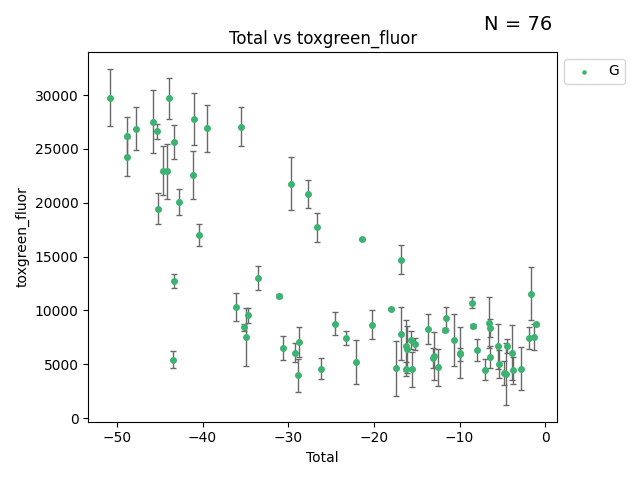 N = 76
Total vs toxgreen_fluor
G
30000
25000
20000
15000
10000
5000
0
toxgreen_fluor
−50 −40 −30 −20 −10 0
Total